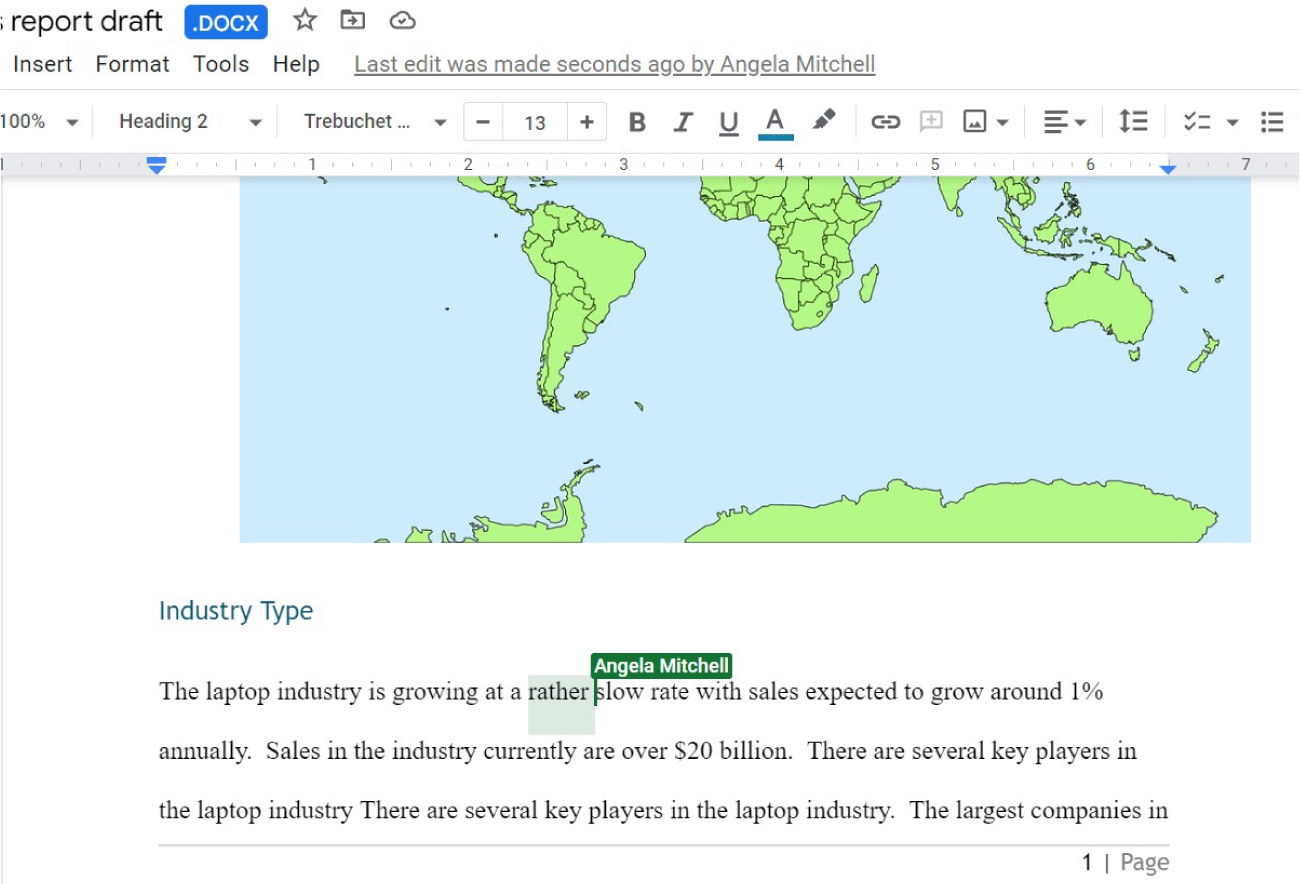 report draft .DOCX
Insert Format Tools Help Last edit was made seconds ago by Angela Mitchell
100% Heading 2 Trebuchet ... − 13 + B I U A
1 2 3 4 5 6 7
Industry Type
Angela Mitchell
The laptop industry is growing at a rather slow rate with sales expected to grow around 1%
annually.  Sales in the industry currently are over $20 billion.  There are several key players in
the laptop industry There are several key players in the laptop industry.  The largest companies in
1 | Page